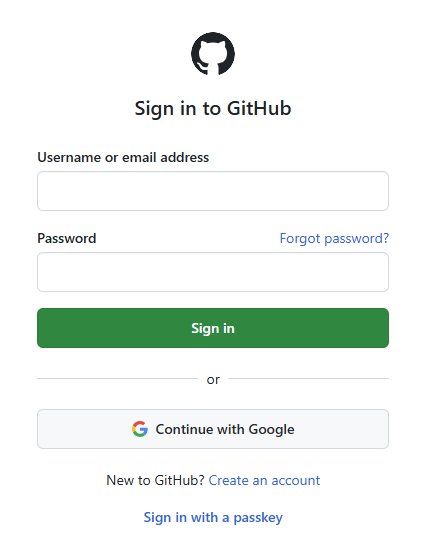 Sign in to GitHub
Username or email address
Password Forgot password?
Sign in
or
Continue with Google
New to GitHub? Create an account
Sign in with a passkey